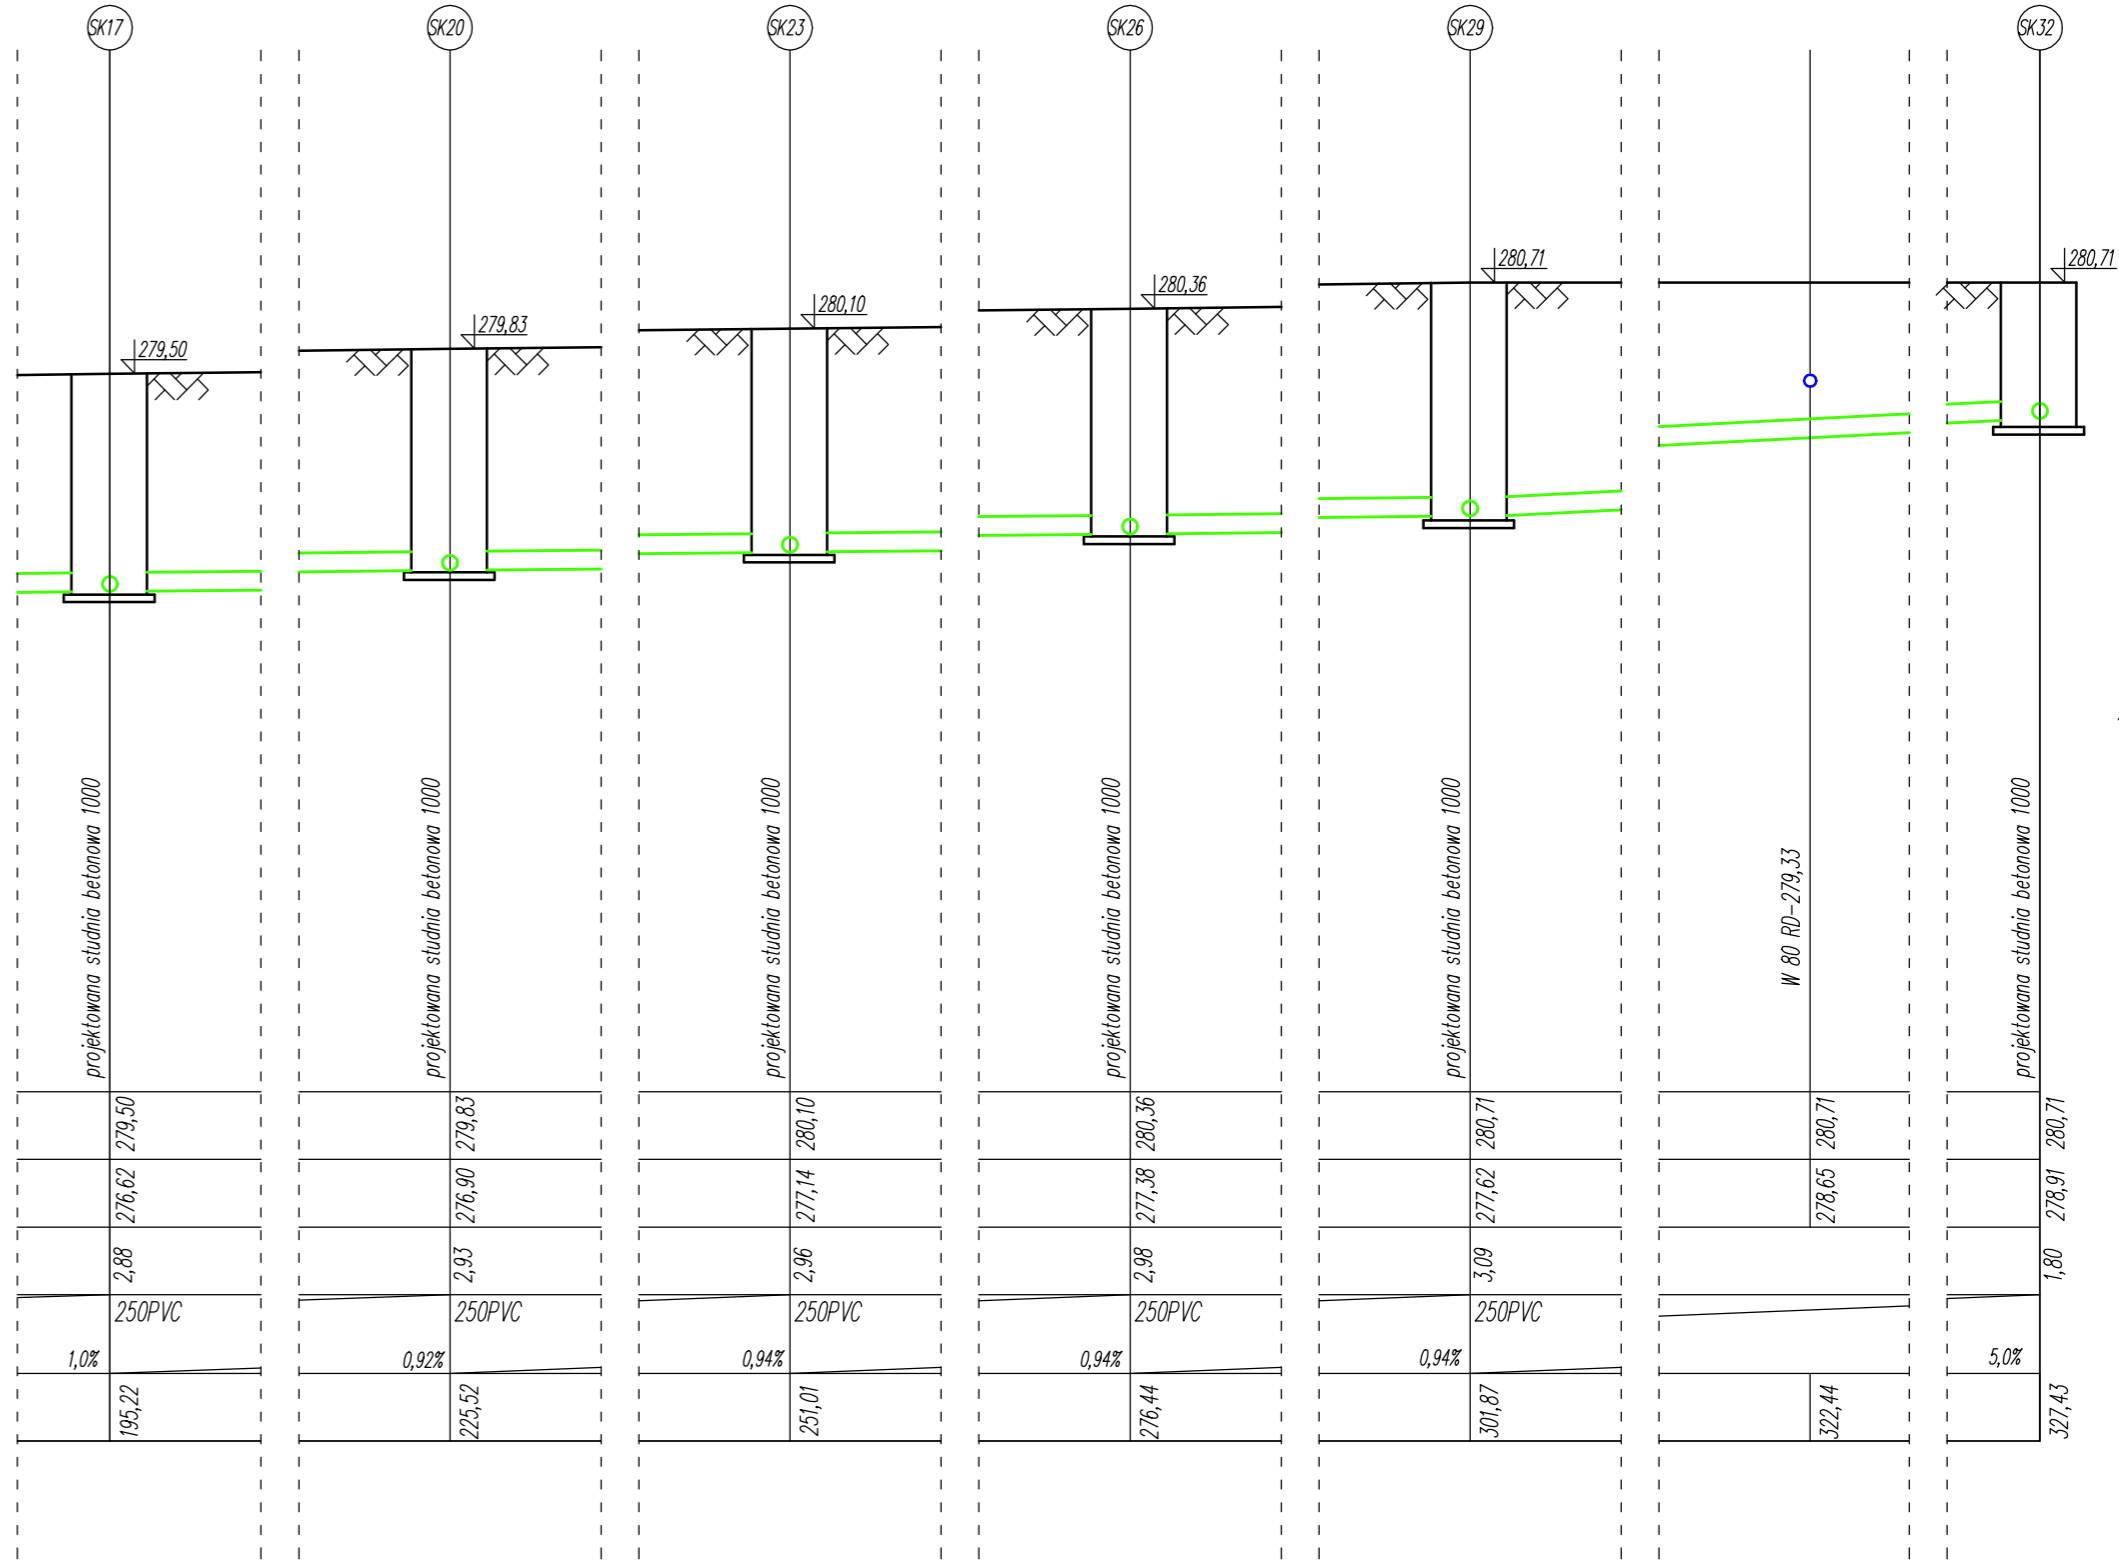 SK17
SK20
SK23
SK26
SK29
SK32
279,50
279,83
280,10
280,36
280,71
280,71
projektowana studnia betonowa 1000
projektowana studnia betonowa 1000
projektowana studnia betonowa 1000
projektowana studnia betonowa 1000
projektowana studnia betonowa 1000
W 80 RD-279,33
projektowana studnia betonowa 1000
279,50
279,83
280,10
280,36
280,71
280,71
280,71
276,62
276,90
277,14
277,38
277,62
278,65
278,91
2,88
2,93
2,96
2,98
3,09
1,80
250PVC
250PVC
250PVC
250PVC
250PVC
1,0%
0,92%
0,94%
0,94%
0,94%
5,0%
195,22
225,52
251,01
276,44
301,87
322,44
327,43